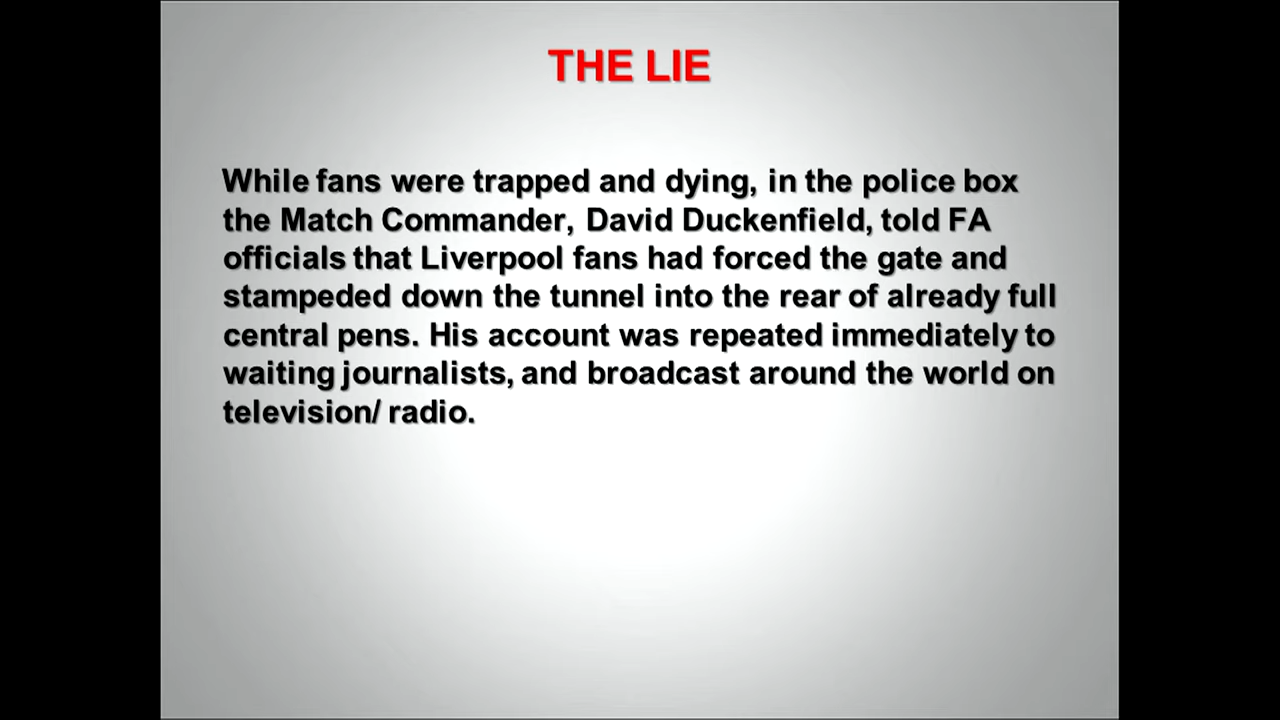 THE LIE
While fans were trapped and dying, in the police box
the Match Commander, David Duckenfield, told FA
officials that Liverpool fans had forced the gate and
stampeded down the tunnel into the rear of already full
central pens. His account was repeated immediately to
waiting journalists, and broadcast around the world on
television/ radio.